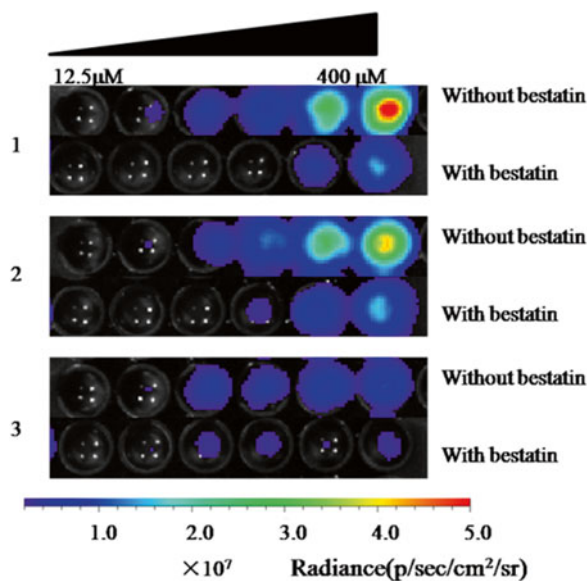 12.5μM 400 μM
Without bestatin
1
With bestatin
Without bestatin
2
With bestatin
Without bestatin
3
With bestatin
1.0 2.0 3.0 4.0 5.0
×10⁷ Radiance(p/sec/cm²/sr)